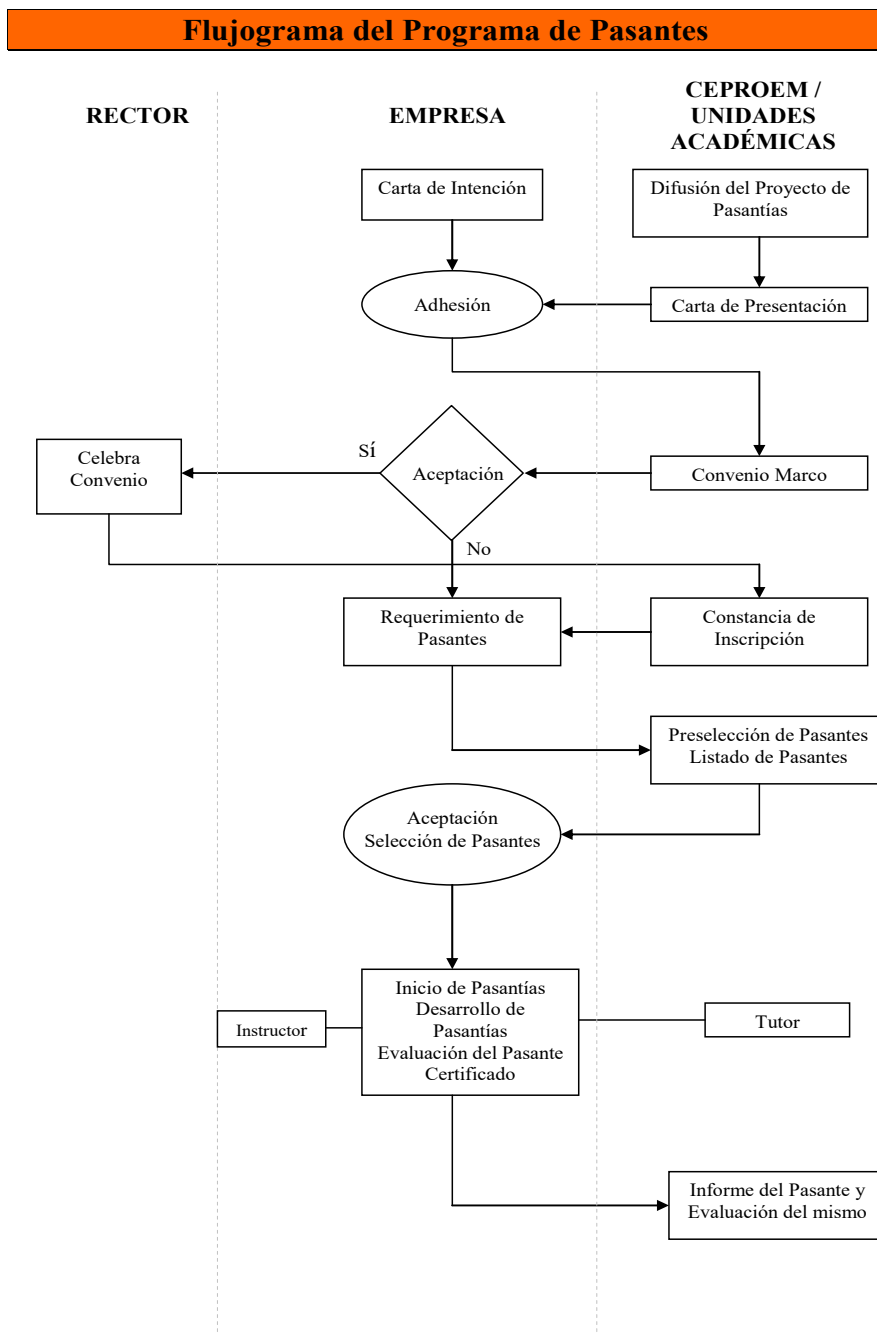 Flujograma del Programa de Pasantes
RECTOR
EMPRESA
CEPROEM /
UNIDADES
ACADÉMICAS
Carta de Intención
Difusión del Proyecto de
Pasantías
Adhesión
Carta de Presentación
Celebra
Convenio
Sí
Aceptación
Convenio Marco
No
Requerimiento de
Pasantes
Constancia de
Inscripción
Preselección de Pasantes
Listado de Pasantes
Aceptación
Selección de Pasantes
Instructor
Inicio de Pasantías
Desarrollo de
Pasantías
Evaluación del Pasante
Certificado
Tutor
Informe del Pasante y
Evaluación del mismo